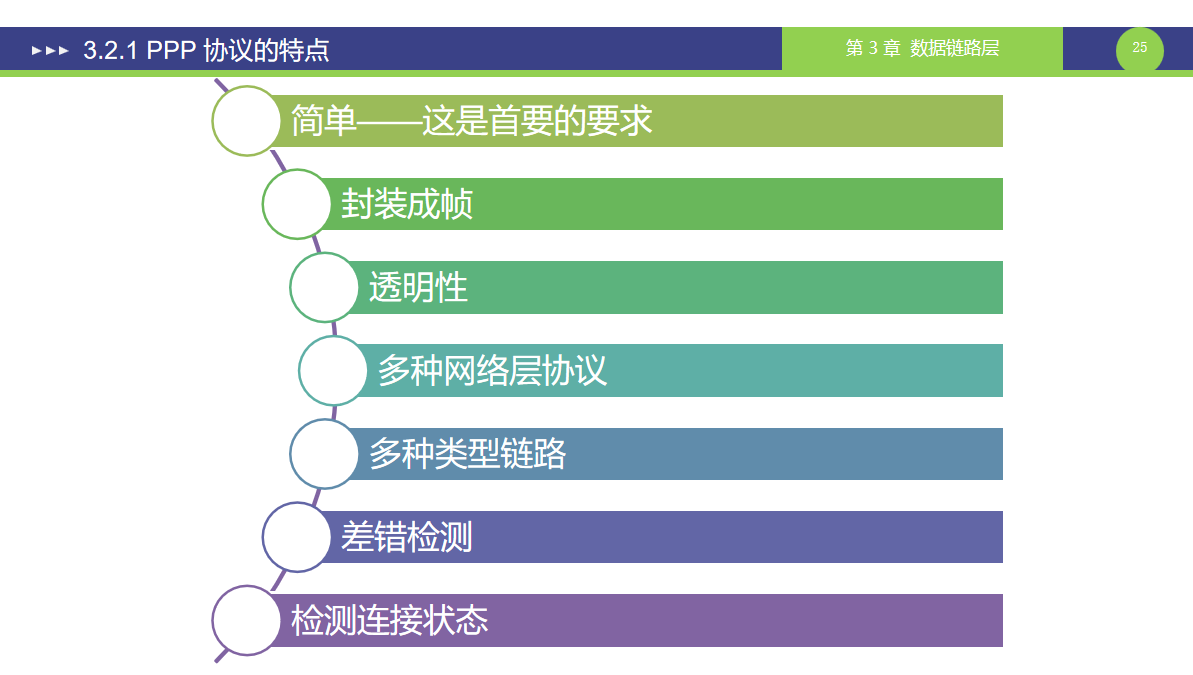 3.2.1 PPP 协议的特点
第 3 章 数据链路层
25
简单——这是首要的要求
封装成帧
透明性
多种网络层协议
多种类型链路
差错检测
检测连接状态